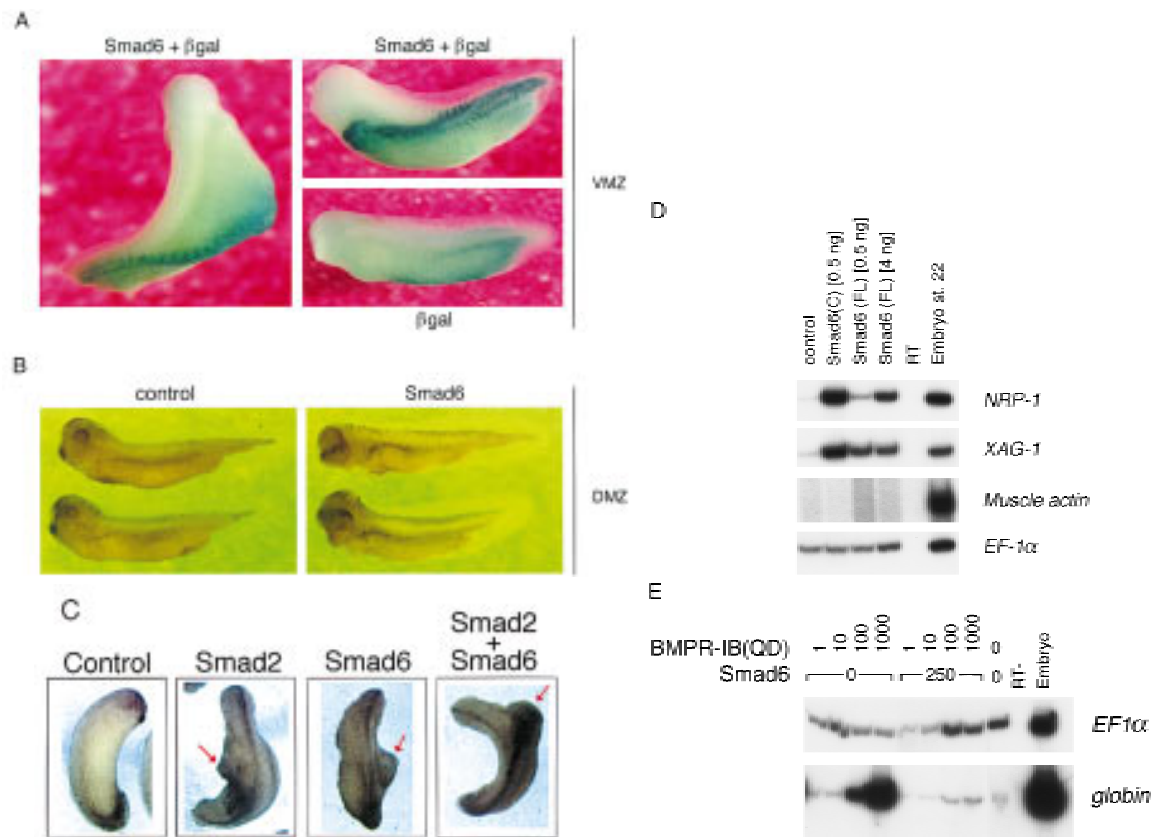 A
Smad6 + βgal
Smad6 + βgal
VMZ
βgal
B
control
Smad6
DMZ
C
Control
Smad2
Smad6
Smad2
+
Smad6
D
control
Smad6(C) [0.5 ng]
Smad6 (FL) [0.5 ng]
Smad6 (FL) [4 ng]
RT
Embryo st. 22
NRP-1
XAG-1
Muscle actin
EF-1α
E
BMPR-IB(QD) 1 10 100 1000 1 10 100 1000 0
Smad6 0 250 0 RT- Embryo
EF1α
globin